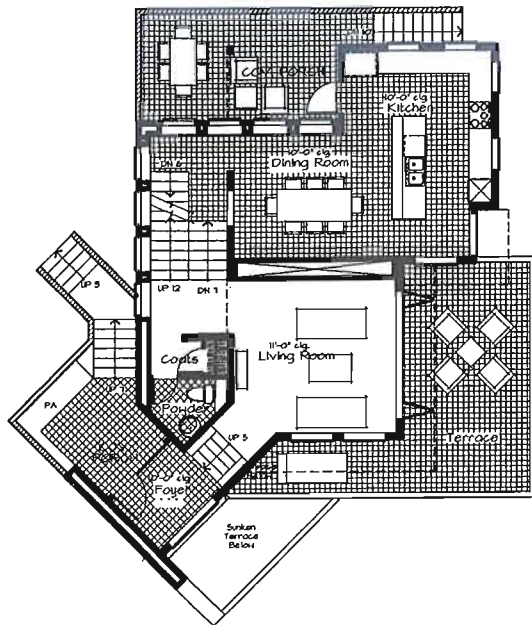 COV. PORCH
10'-0" clg.
Kitchen
10'-0" clg.
Dining Room
DN 6
UP 5
UP 12
DN 7
11'-0" clg.
Living Room
Coats
Powder
UP 5
Foyer
Terrace
Sunken
Terrace
Below